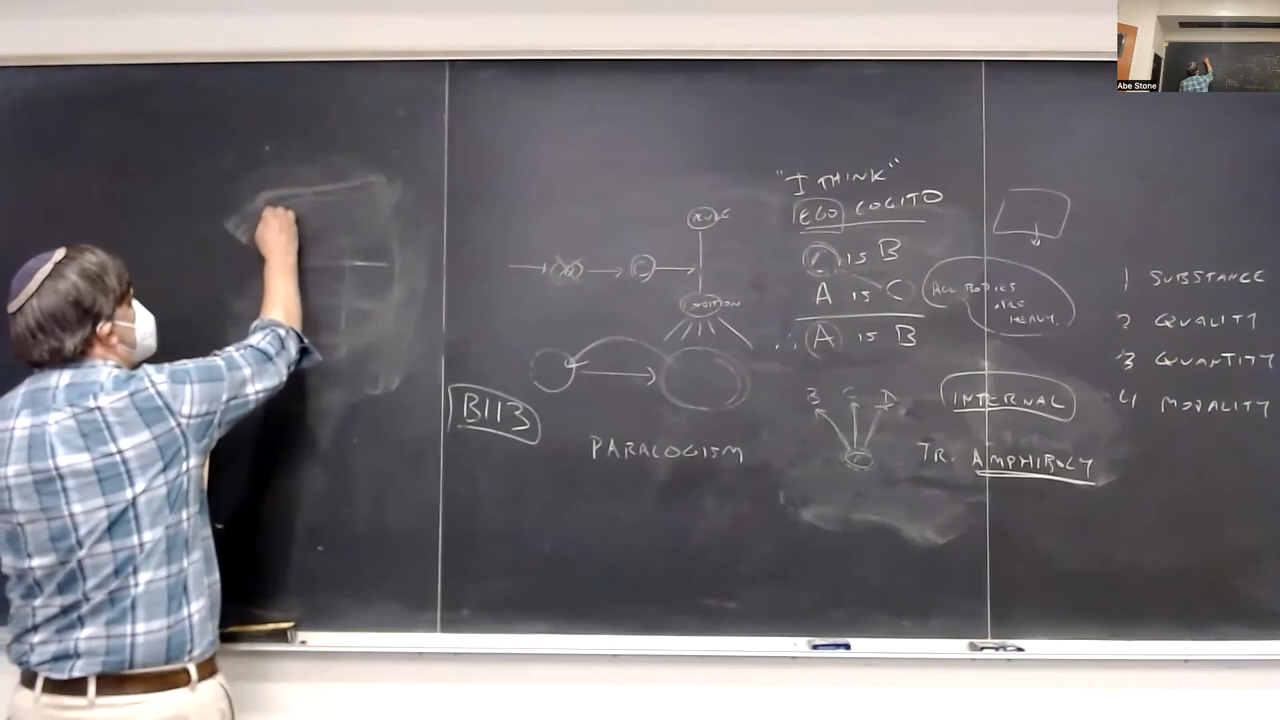 Abe Stone
"I THINK"
EGO COGITO
RULE
C IS B
A IS C
∴ A IS B
C
ALL BODIES
ARE
HEAVY.
1 SUBSTANCE
2 QUALITY
3 QUANTITY
4 MODALITY
B113
B C D
INTERNAL
PARALOGISM
TR. AMPHIBOLY